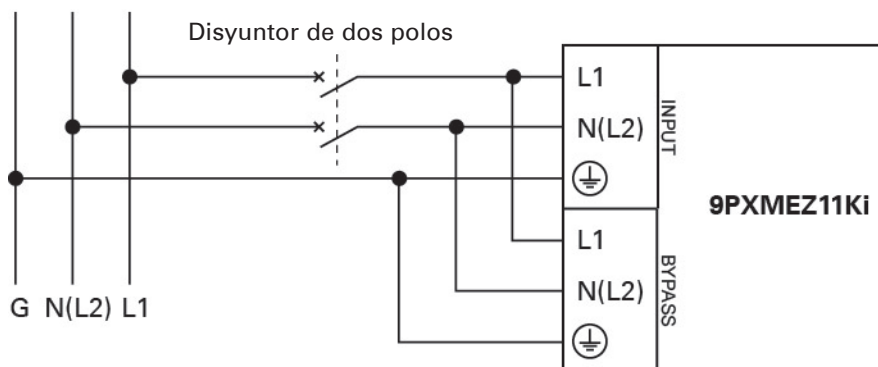 Disyuntor de dos polos
L1
N(L2)
INPUT
9PXMEZ11Ki
L1
N(L2)
BYPASS
G N(L2) L1